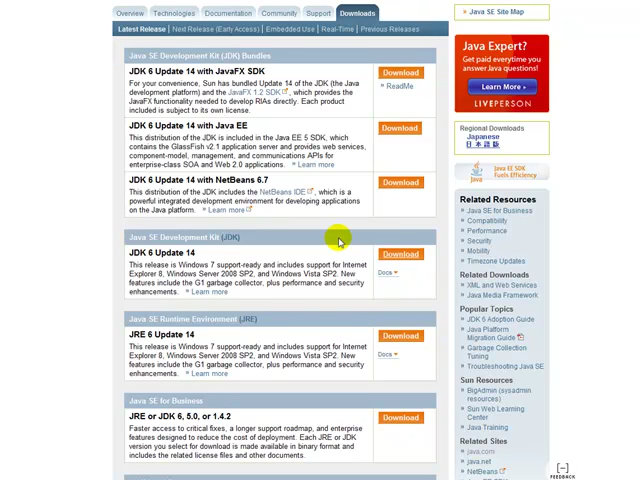 Overview
Technologies
Documentation
Community
Support
Downloads
Latest Release | Next Release (Early Access) | Embedded Use | Real-Time | Previous Releases
Java SE Development Kit (JDK) Bundles
JDK 6 Update 14 with JavaFX SDK
For your convenience, Sun has bundled Update 14 of the JDK (the Java
development platform) and the JavaFX 1.2 SDK, which provides the
JavaFX functionality needed to develop RIAs directly. Each product
included is subject to its own license.
Download
ReadMe
JDK 6 Update 14 with Java EE
This distribution of the JDK is included in the Java EE 5 SDK, which
contains the GlassFish v2.1 application server and provides web services,
component-model, management, and communications APIs for
enterprise-class SOA and Web 2.0 applications. Learn more
Download
JDK 6 Update 14 with NetBeans 6.7
This distribution of the JDK includes the NetBeans IDE, which is a
powerful integrated development environment for developing applications
on the Java platform. Learn more
Download
Java SE Development Kit (JDK)
JDK 6 Update 14
This release is Windows 7 support-ready and includes support for Internet
Explorer 8, Windows Server 2008 SP2, and Windows Vista SP2. New
features include the G1 garbage collector, plus performance and security
enhancements. Learn more
Download
Docs
Java SE Runtime Environment (JRE)
JRE 6 Update 14
This release is Windows 7 support-ready and includes support for Internet
Explorer 8, Windows Server 2008 SP2, and Windows Vista SP2. New
features include the G1 garbage collector, plus performance and security
enhancements. Learn more
Download
Docs
Java SE for Business
JRE or JDK 6, 5.0, or 1.4.2
Faster access to critical fixes, a longer support roadmap, and enterprise
features designed to reduce the cost of deployment. Each JRE or JDK
version you select for download is made available in binary format and
includes the related license files and other documents.
Download
Java SE Site Map
Java Expert?
Get paid everytime you
answer Java questions!
Learn More
LIVEPERSON
Regional Downloads
Japanese
日本語版
Java
Java EE SDK
Fuels Efficiency
Related Resources
Java SE for Business
Compatibility
Performance
Security
Mobility
Timezone Updates
Related Downloads
XML and Web Services
Java Media Framework
Popular Topics
JDK 6 Adoption Guide
Java Platform
Migration Guide
Garbage Collection
Tuning
Troubleshooting Java SE
Sun Resources
BigAdmin (sysadmin
resources)
Sun Web Learning
Center
Java Training
Related Sites
java.com
java.net
NetBeans
[-]
FEEDBACK